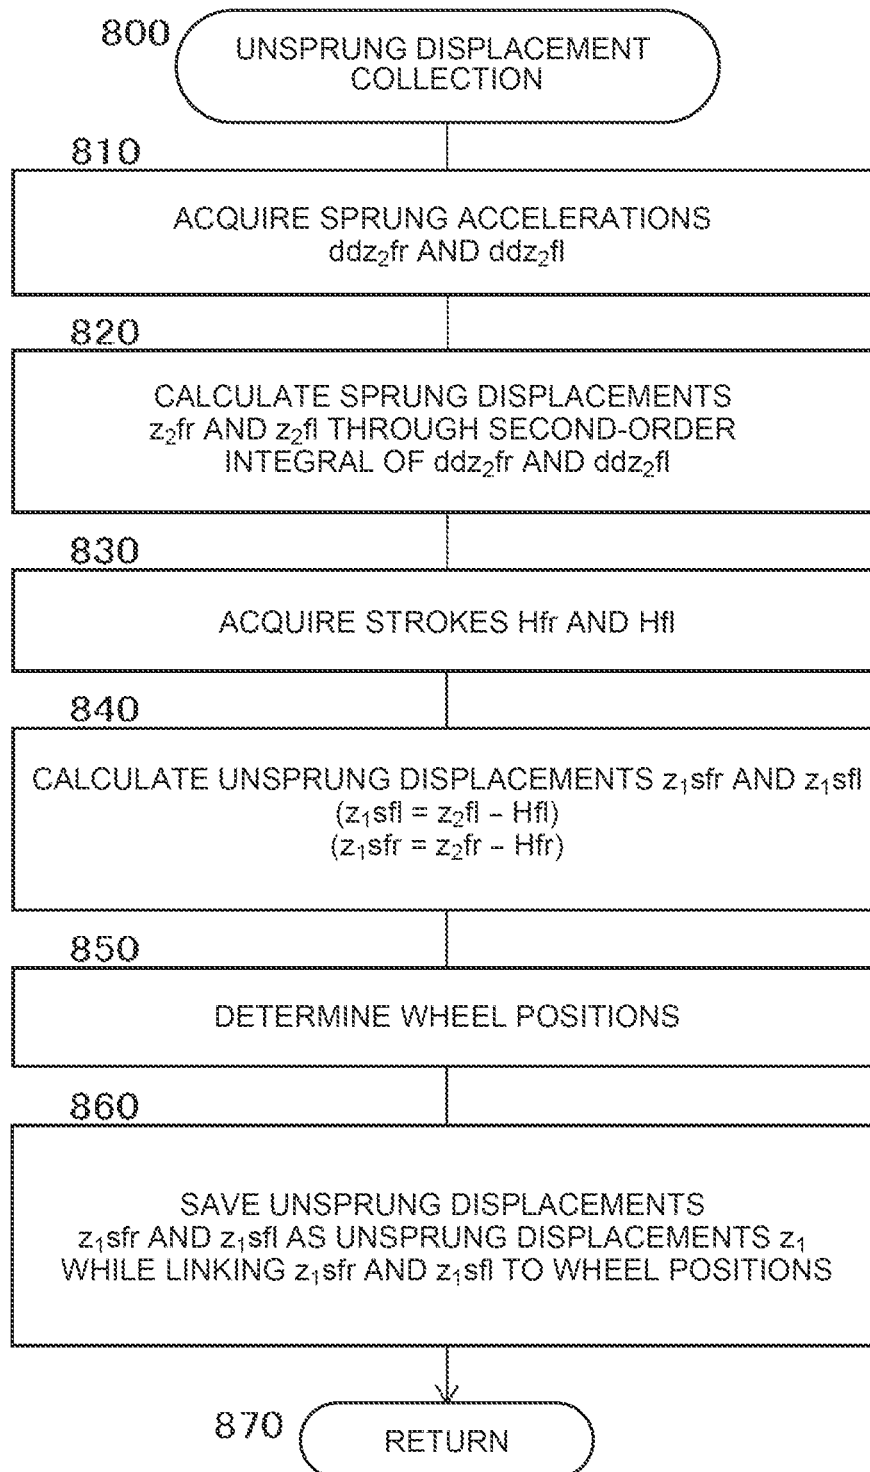 800
UNSPRUNG DISPLACEMENT
COLLECTION
810
ACQUIRE SPRUNG ACCELERATIONS
ddz₂fr AND ddz₂fl
820
CALCULATE SPRUNG DISPLACEMENTS
z₂fr AND z₂fl THROUGH SECOND-ORDER
INTEGRAL OF ddz₂fr AND ddz₂fl
830
ACQUIRE STROKES Hfr AND Hfl
840
CALCULATE UNSPRUNG DISPLACEMENTS z₁sfr AND z₁sfl
(z₁sfl = z₂fl – Hfl)
(z₁sfr = z₂fr – Hfr)
850
DETERMINE WHEEL POSITIONS
860
SAVE UNSPRUNG DISPLACEMENTS
z₁sfr AND z₁sfl AS UNSPRUNG DISPLACEMENTS z₁
WHILE LINKING z₁sfr AND z₁sfl TO WHEEL POSITIONS
870
RETURN